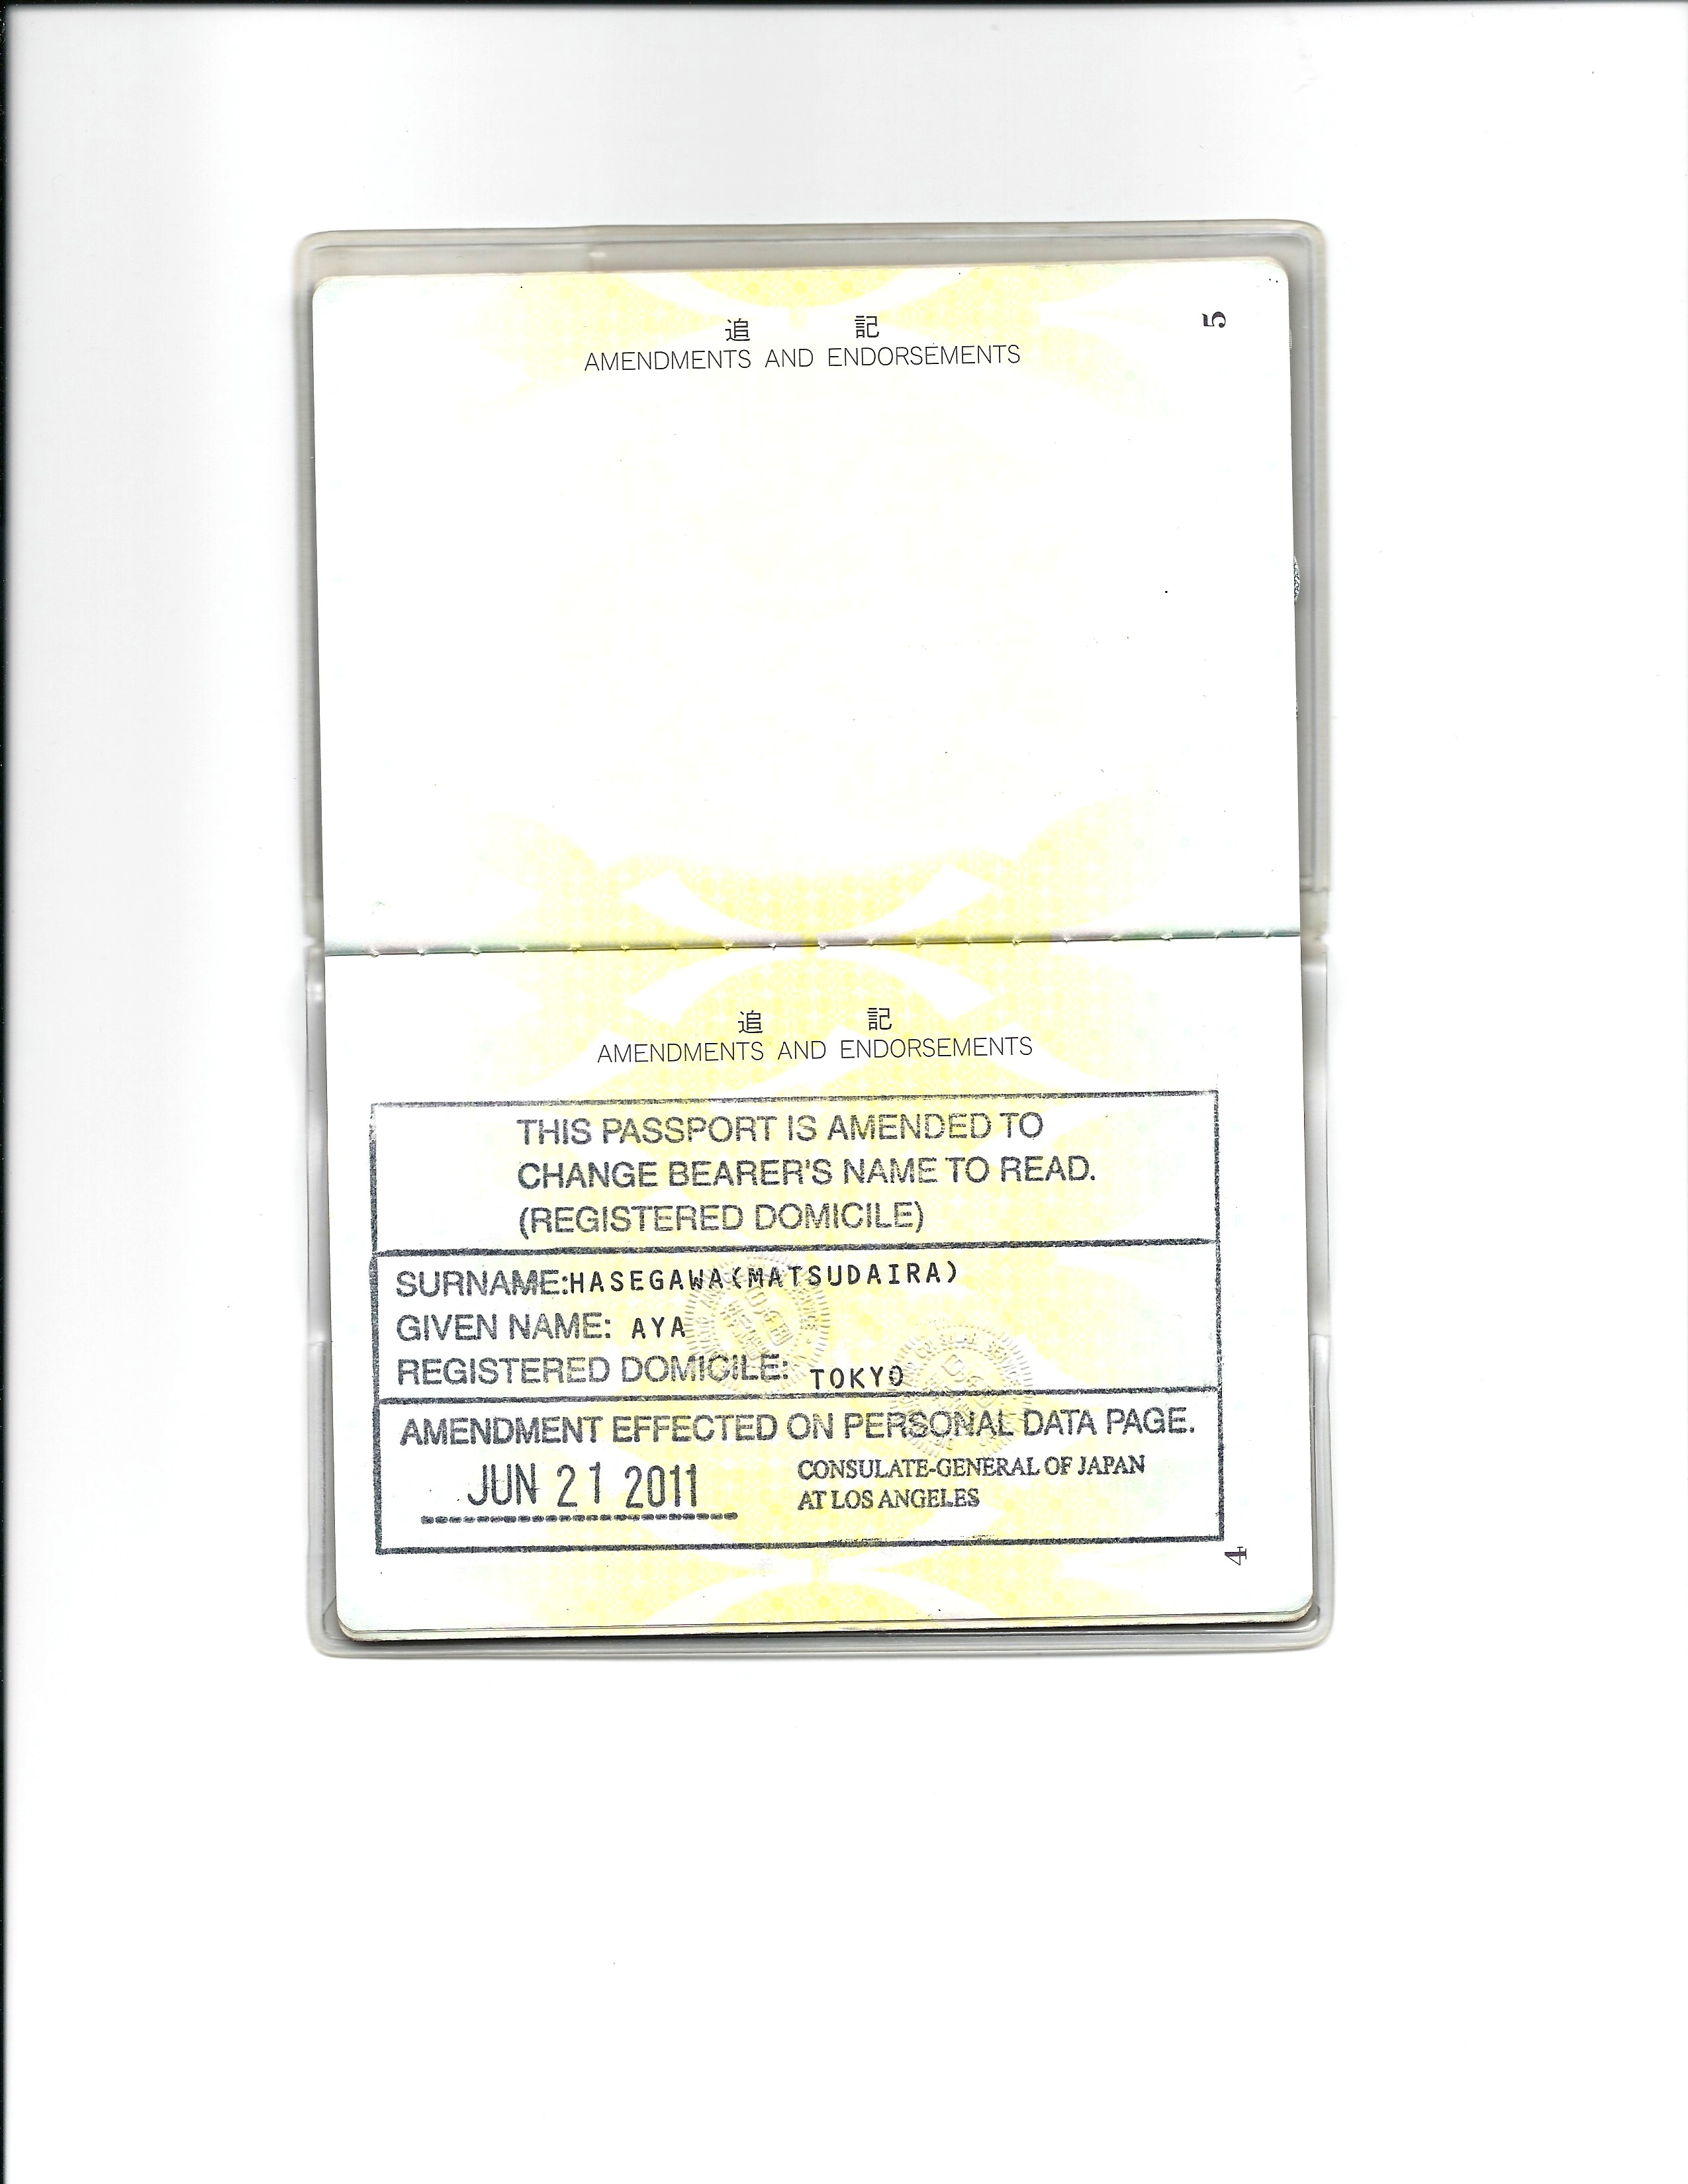 追 記
AMENDMENTS AND ENDORSEMENTS
5
追 記
AMENDMENTS AND ENDORSEMENTS
THIS PASSPORT IS AMENDED TO
CHANGE BEARER'S NAME TO READ.
(REGISTERED DOMICILE)
SURNAME:HASEGAWA(MATSUDAIRA)
GIVEN NAME: AYA
REGISTERED DOMICILE: TOKYO
AMENDMENT EFFECTED ON PERSONAL DATA PAGE.
JUN 21 2011
CONSULATE-GENERAL OF JAPAN
AT LOS ANGELES
4